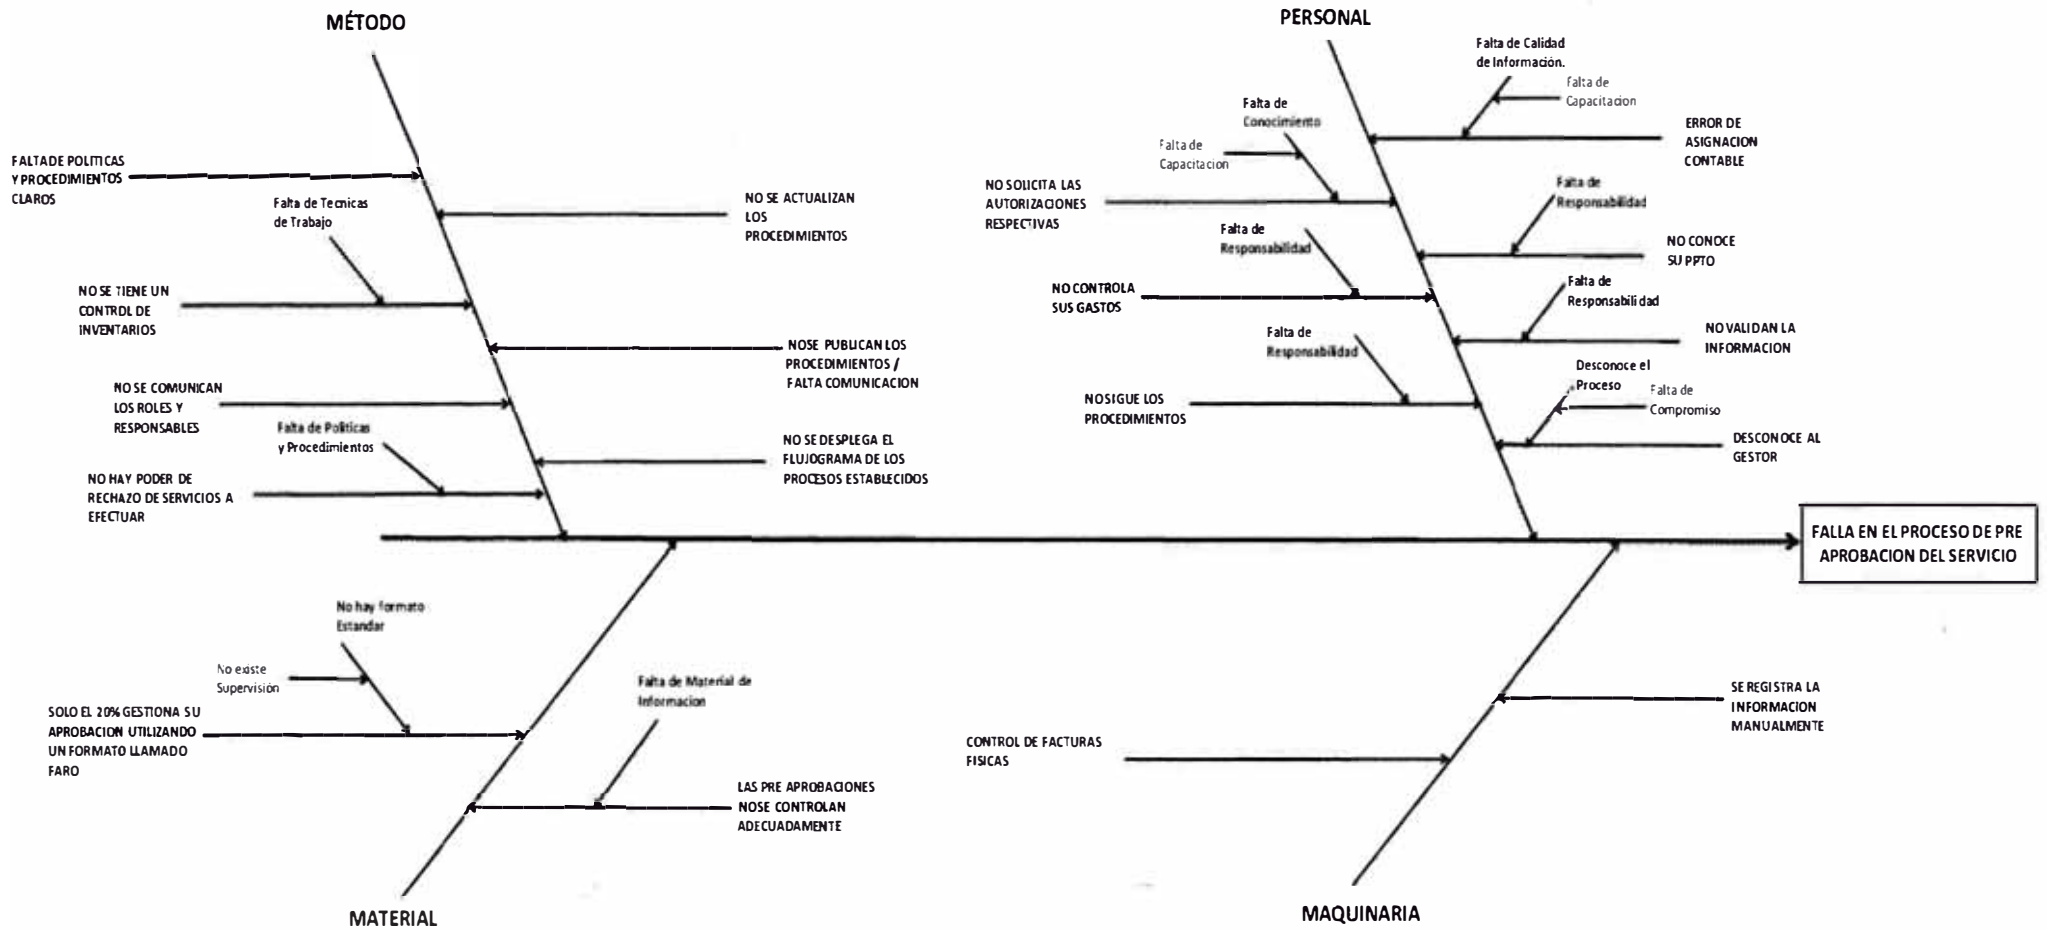 MÉTODO
FALTA DE POLITICAS
Y PROCEDIMIENTOS
CLAROS
Falta de Tecnicas
de Trabajo
NO SE ACTUALIZAN
LOS
PROCEDIMIENTOS
NO SE TIENE UN
CONTROL DE
INVENTARIOS
NO SE PUBLICAN LOS
PROCEDIMIENTOS /
FALTA COMUNICACION
NO SE COMUNICAN
LOS ROLES Y
RESPONSABLES
Falta de Politicas
y Procedimientos
NO SE DESPLEGA EL
FLUJOGRAMA DE LOS
PROCESOS ESTABLECIDOS
NO HAY PODER DE
RECHAZO DE SERVICIOS A
EFECTUAR
PERSONAL
Falta de Calidad
de Información.
Falta de
Capacitacion
ERROR DE
ASIGNACION
CONTABLE
Falta de
Conocimiento
Falta de
Capacitacion
NO SOLICITA LAS
AUTORIZACIONES
RESPECTIVAS
Falta de
Responsabilidad
NO CONOCE
SU PPTO
Falta de
Responsabilidad
NO CONTROLA
SUS GASTOS
Falta de
Responsabilidad
NO VALIDAN LA
INFORMACION
Falta de
Responsabilidad
NO SIGUE LOS
PROCEDIMIENTOS
Desconoce el
Proceso
Falta de
Compromiso
DESCONOCE AL
GESTOR
FALLA EN EL PROCESO DE PRE
APROBACION DEL SERVICIO
No hay formato
Estandar
No existe
Supervisión
SOLO EL 20% GESTIONA SU
APROBACION UTILIZANDO
UN FORMATO LLAMADO
FARO
Falta de Material de
Informacion
LAS PRE APROBACIONES
NO SE CONTROLAN
ADECUADAMENTE
MATERIAL
SE REGISTRA LA
INFORMACION
MANUALMENTE
CONTROL DE FACTURAS
FISICAS
MAQUINARIA